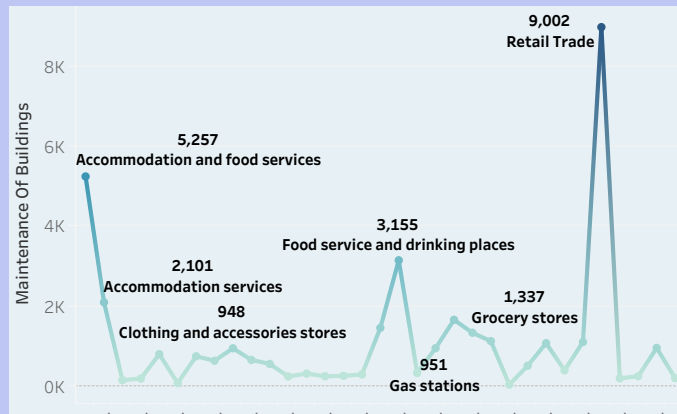 9,002
Retail Trade
8K
5,257
Accommodation and food services
6K
Maintenance Of Buildings
3,155
Food service and drinking places
4K
2,101
Accommodation services
948
Clothing and accessories stores
1,337
Grocery stores
2K
951
Gas stations
0K